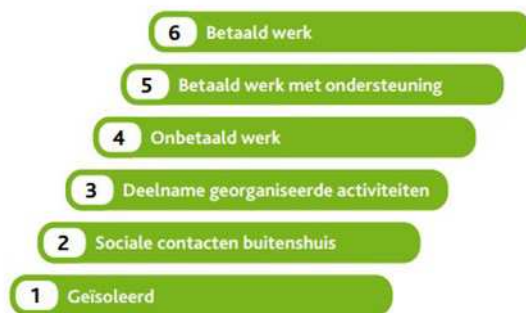 6 Betaald werk
5 Betaald werk met ondersteuning
4 Onbetaald werk
3 Deelname georganiseerde activiteiten
2 Sociale contacten buitenshuis
1 Geïsoleerd